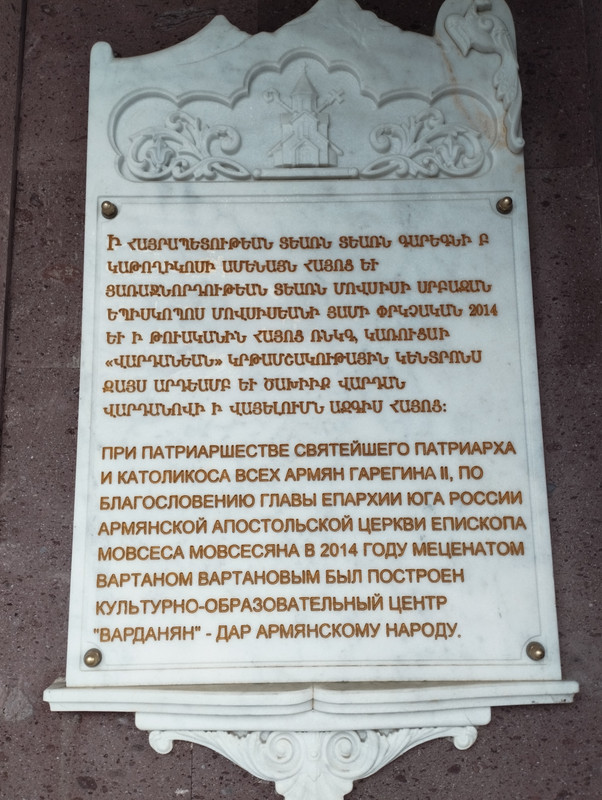 Ի ՀԱՅՐԱՊԵՏՈՒԹԵԱՆ ՏԵԱՌՆ ՏԵԱՌՆ ԳԱՐԵԳՆԻ Բ
ԿԱԹՈՂԻԿՈՍԻ ԱՄԵՆԱՅՆ ՀԱՅՈՑ ԵՒ
ՅԱՌԱՋՆՈՐԴՈՒԹԵԱՆ ՏԵԱՌՆ ՄՈՎՍԻՍԻ ՍՐԲԱԶԱՆ
ԵՊԻՍԿՈՊՈՍ ՄՈՎՍԻՍԵԱՆԻ ՅԱՄԻ ՓՐԿՉԱԿԱՆ 2014
ԵՒ Ի ԹՈՒԱԿԱՆԻՆ ՀԱՅՈՑ ՌՆԿԳ, ԿԱՌՈՒՑԱՒ
«ՎԱՐԴԱՆԵԱՆ» ԿՐԹԱՄՇԱԿՈՒԹԱՅԻՆ ԿԵՆՏՐՈՆՍ
ՔԱՅՍ ԱՐԴԵԱՄԲ ԵՒ ԾԱԽԻՒՔ ՎԱՐԴԱՆ
ՎԱՐԴԱՆՈՎԻ Ի ՎԱՅԵԼՈՒՄՆ ԱԶԳԻՍ ՀԱՅՈՑ:
ПРИ ПАТРИАРШЕСТВЕ СВЯТЕЙШЕГО ПАТРИАРХА
И КАТОЛИКОСА ВСЕХ АРМЯН ГАРЕГИНА II, ПО
БЛАГОСЛОВЕНИЮ ГЛАВЫ ЕПАРХИИ ЮГА РОССИИ
АРМЯНСКОЙ АПОСТОЛЬСКОЙ ЦЕРКВИ ЕПИСКОПА
МОВСЕСА МОВСЕСЯНА В 2014 ГОДУ МЕЦЕНАТОМ
ВАРТАНОМ ВАРТАНОВЫМ БЫЛ ПОСТРОЕН
КУЛЬТУРНО-ОБРАЗОВАТЕЛЬНЫЙ ЦЕНТР
"ВАРДАНЯН" - ДАР АРМЯНСКОМУ НАРОДУ.